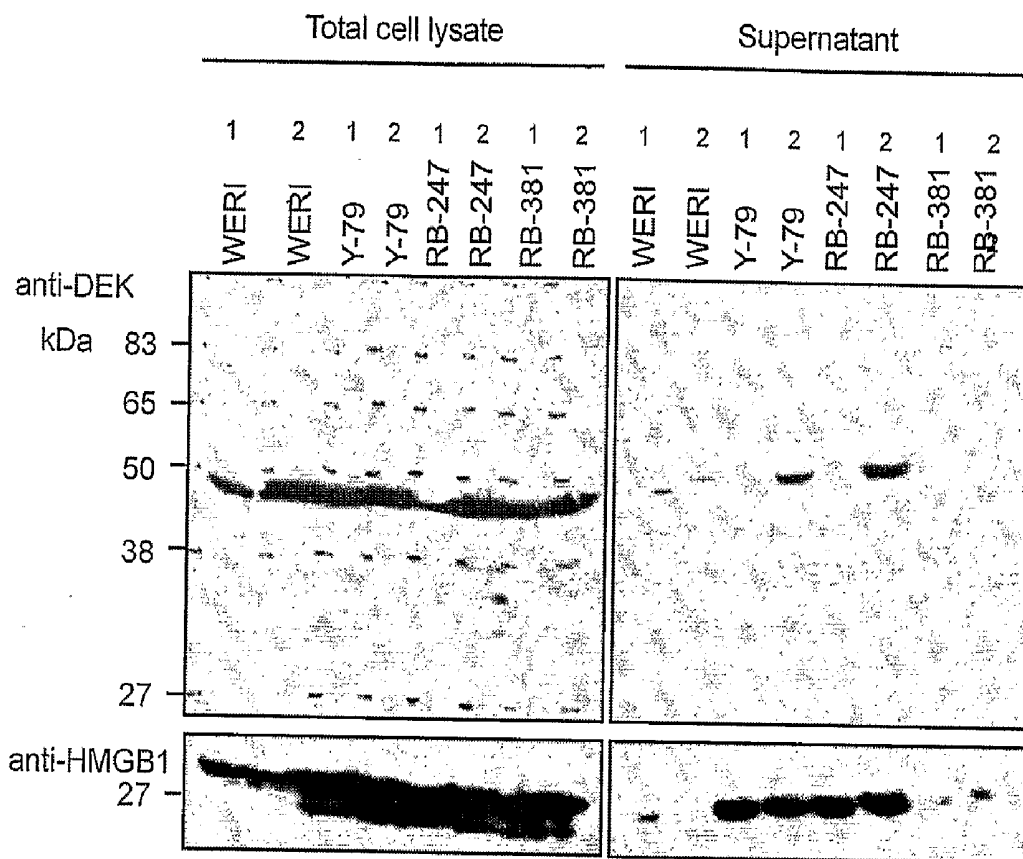 Total cell lysate Supernatant
1 2 1 2 1 2 1 2 1 2 1 2 1 2 1 2
WERI WERI Y-79 Y-79 RB-247 RB-247 RB-381 RB-381 WERI WERI Y-79 Y-79 RB-247 RB-247 RB-381 RB-381
anti-DEK
kDa 83
65
50
38
27
anti-HMGB1
27